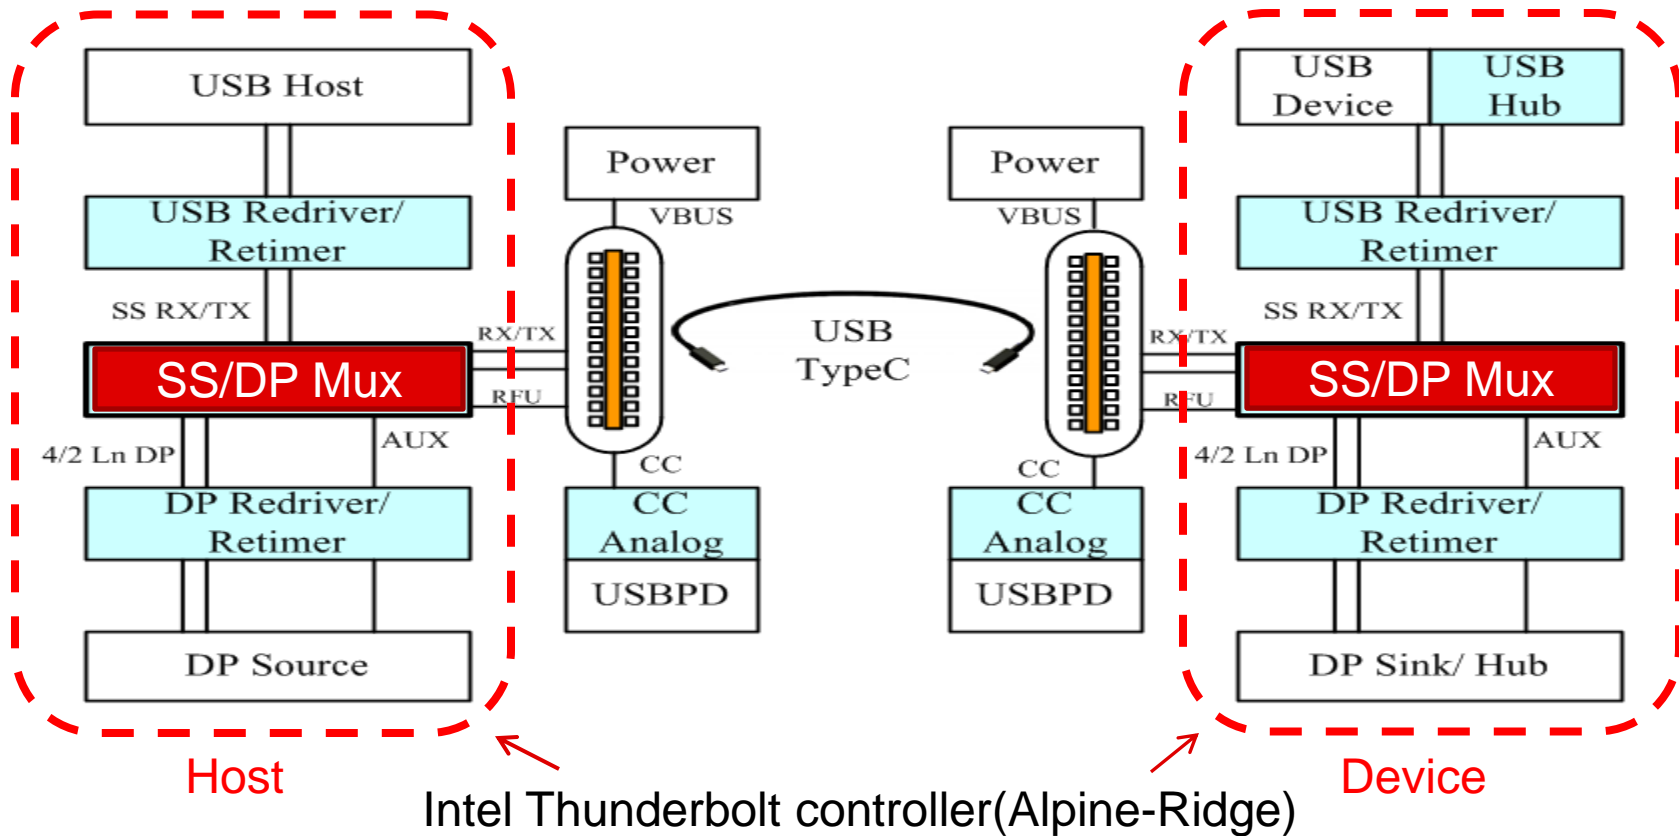 USB Host
USB Redriver/
Retimer
SS RX/TX
SS/DP Mux
4/2 Ln DP
AUX
DP Redriver/
Retimer
DP Source
Host
Power
VBUS
RX/TX
RFU
CC
CC
Analog
USBPD
USB
TypeC
Power
VBUS
RX/TX
RFU
CC
CC
Analog
USBPD
USB
Device
USB
Hub
USB Redriver/
Retimer
SS RX/TX
SS/DP Mux
4/2 Ln DP
AUX
DP Redriver/
Retimer
DP Sink/ Hub
Device
Intel Thunderbolt controller(Alpine-Ridge)